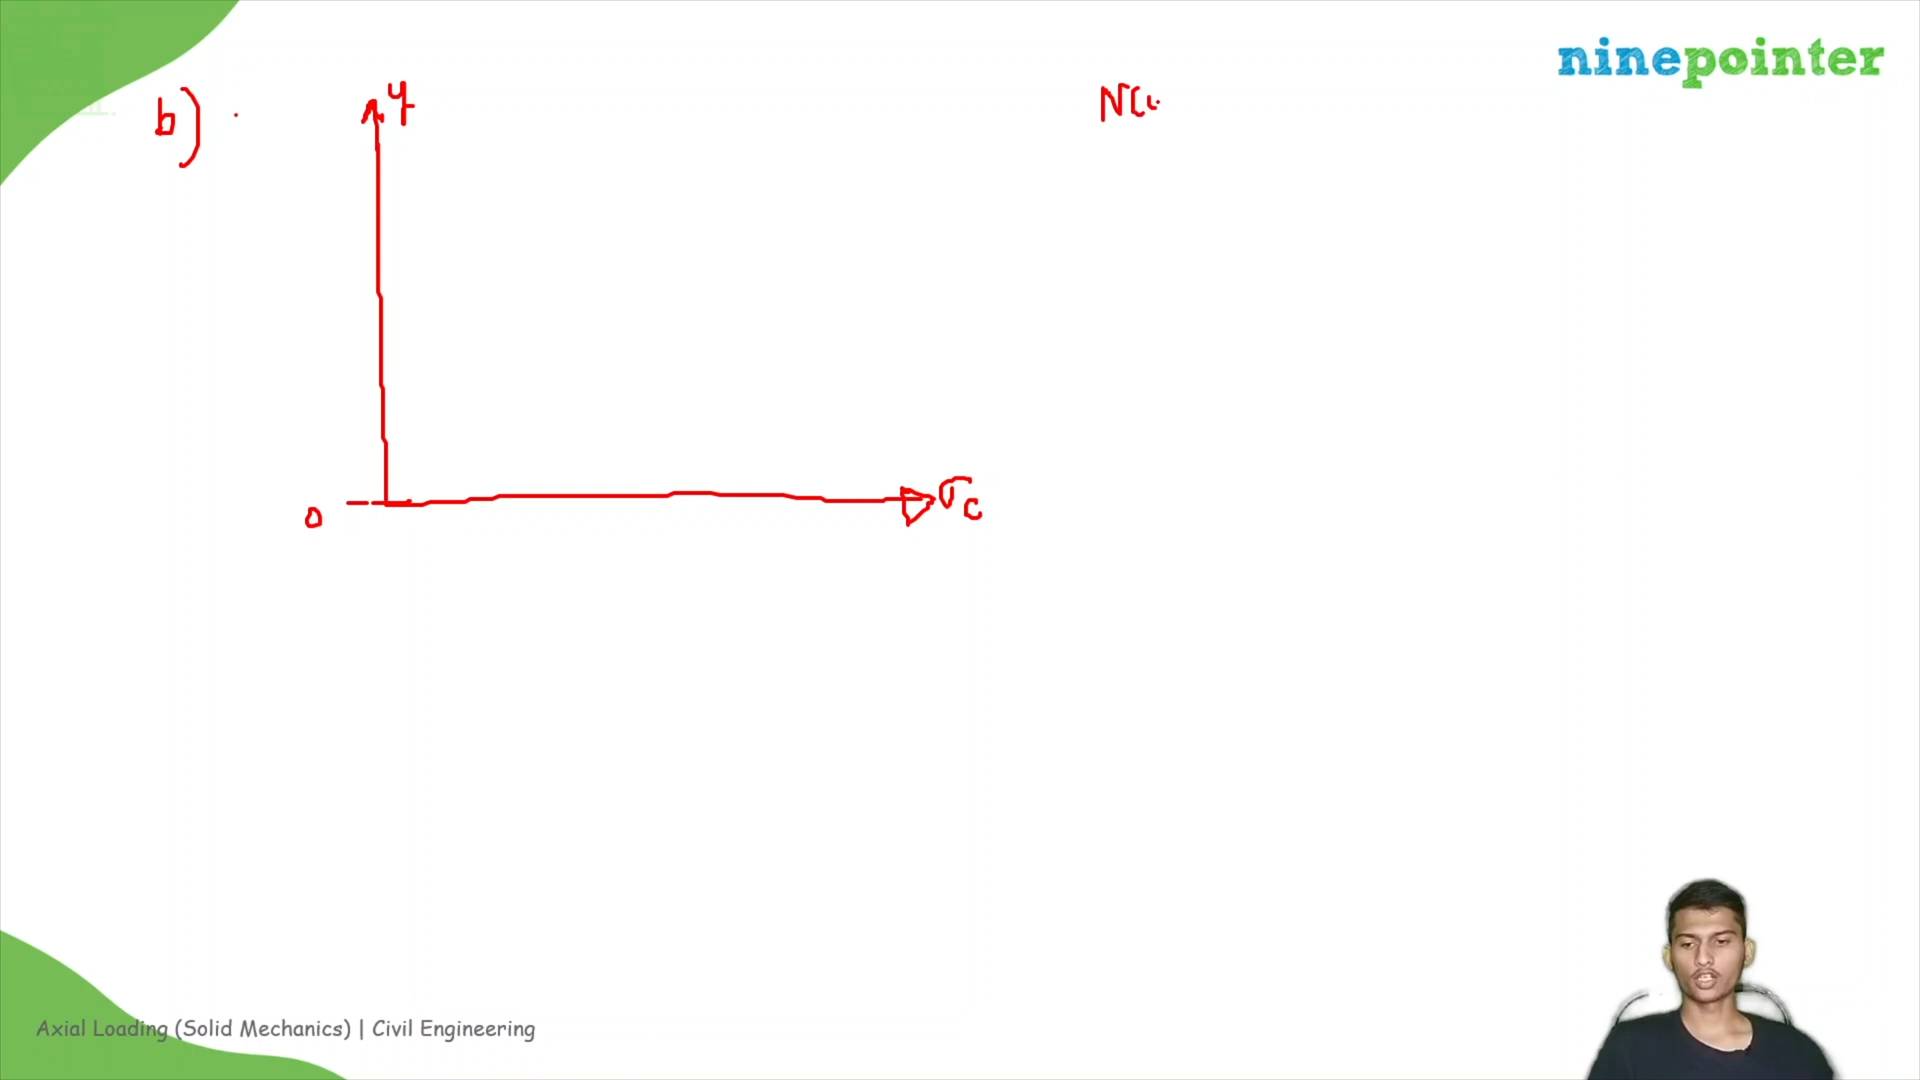 ninepointer
b)
y
N(y
0
σc
Axial Loading (Solid Mechanics) | Civil Engineering